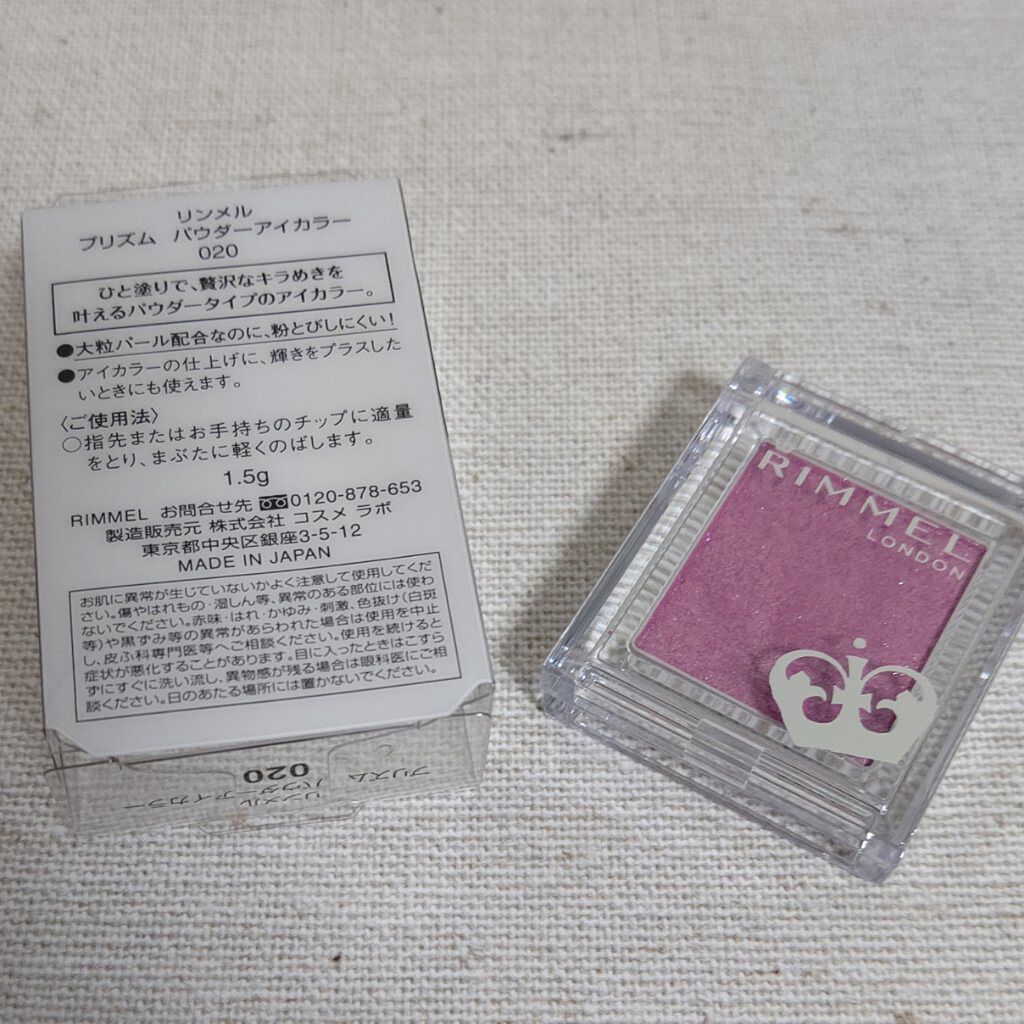 リンメル
プリズム パウダーアイカラー
020
ひと塗りで、贅沢なキラめきを
叶えるパウダータイプのアイカラー。
●大粒パール配合なのに、粉とびしにくい!
●アイカラーの仕上げに、輝きをプラスした
いときにも使えます。
〈ご使用法〉
○指先またはお手持ちのチップに適量
をとり、まぶたに軽くのばします。
1.5g
RIMMEL お問合せ先 0120-878-653
製造販売元 株式会社 コスメ ラボ
東京都中央区銀座3-5-12
MADE IN JAPAN
お肌に異常が生じていないかよく注意して使用してくだ
さい。傷やはれもの・湿しん等、異常のある部位には使わ
ないでください。赤味・はれ・かゆみ・刺激、色抜け(白斑
等)や黒ずみ等の異常があらわれた場合は使用を中止
し、皮ふ科専門医等へご相談ください。使用を続けると
症状が悪化することがあります。目に入ったときはこすら
ずにすぐに洗い流し、異物感が残る場合は眼科医にご相
談ください。日のあたる場所には置かないでください。
リンメル
プリズム パウダーアイカラー
020
RIMMEL
LONDON